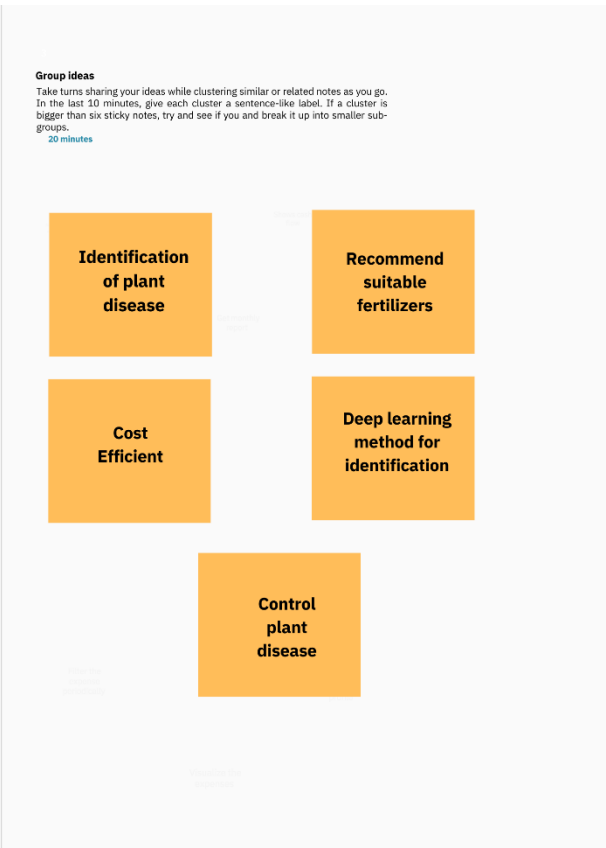 Group ideas
Take turns sharing your ideas while clustering similar or related notes as you go.
In the last 10 minutes, give each cluster a sentence-like label. If a cluster is
bigger than six sticky notes, try and see if you and break it up into smaller sub-
groups.
20 minutes
Identification
of plant
disease
Recommend
suitable
fertilizers
Cost
Efficient
Deep learning
method for
identification
Control
plant
disease